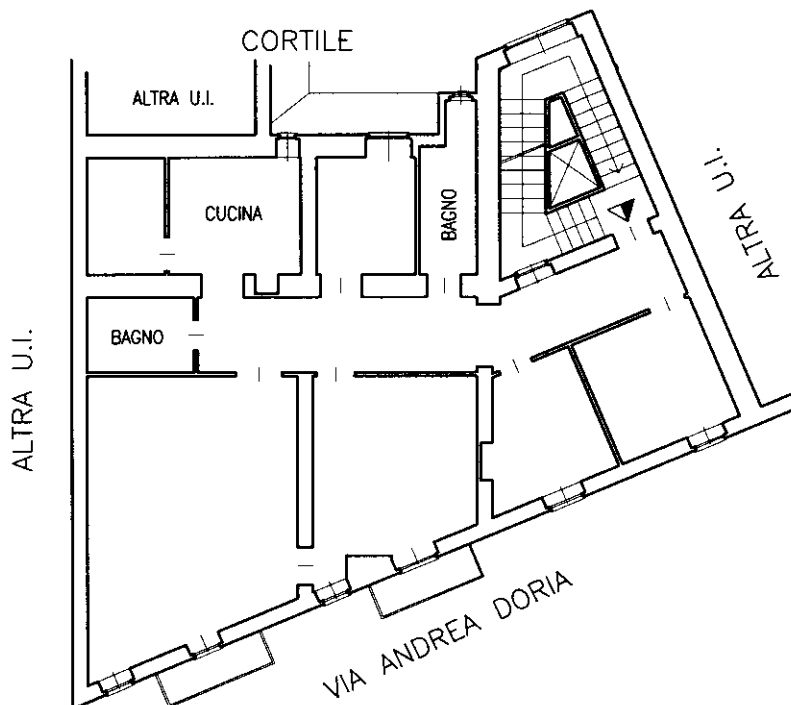 CORTILE
ALTRA U.I.
CUCINA
BAGNO
ALTRA U.I.
BAGNO
ALTRA U.I.
VIA ANDREA DORIA